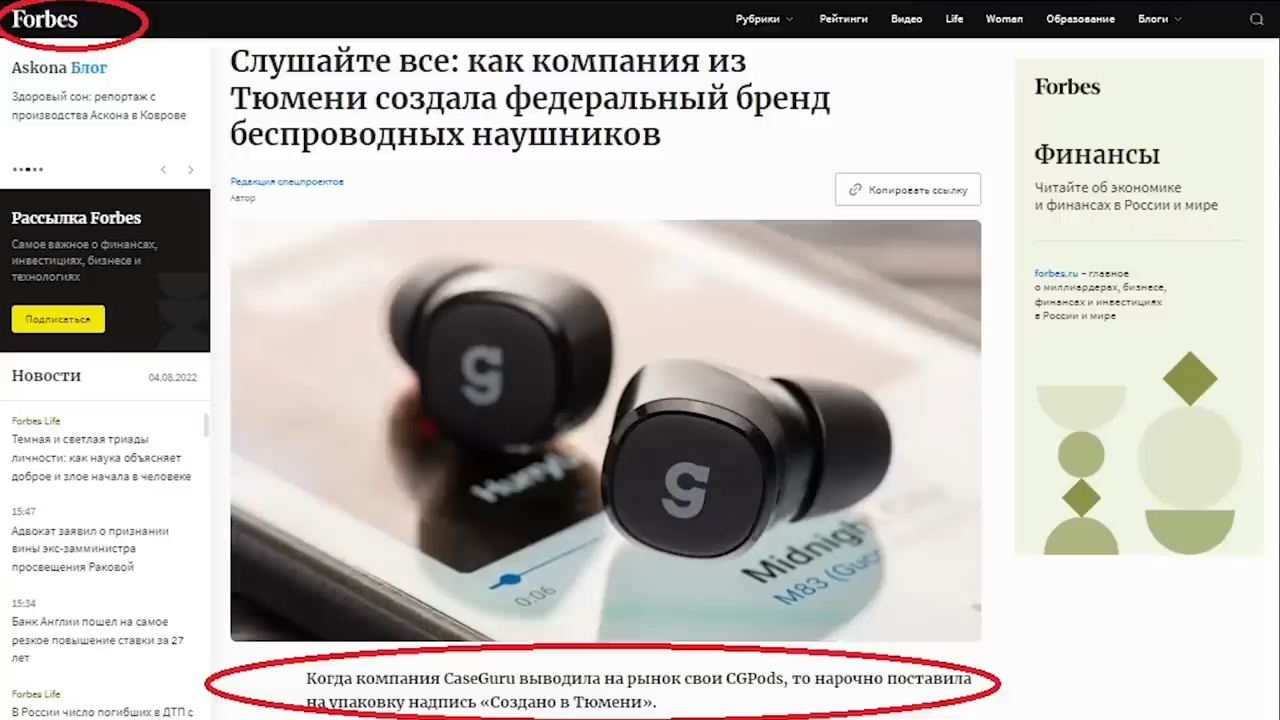 Forbes
Рубрики
Рейтинги
Видео
Life
Woman
Образование
Блоги
Askona Блог
Здоровый сон: репортаж с
производства Аскона в Коврове
Рассылка Forbes
Самое важное о финансах,
инвестициях, бизнесе и
технологиях
Подписаться
Новости
04.08.2022
Forbes Life
Темная и светлая триады
личности: как наука объясняет
доброе и злое начала в человеке
15:47
Адвокат заявил о признании
вины экс-замминистра
просвещения Раковой
15:34
Банк Англии пошел на самое
резкое повышение ставки за 27
лет
Forbes Life
В России число погибших в ДТП с
Слушайте все: как компания из
Тюмени создала федеральный бренд
беспроводных наушников
Редакция спецпроектов
Автор
Копировать ссылку
0:06
Midnigh
M83 (Guc
Когда компания CaseGuru выводила на рынок свои CGPods, то нарочно поставила
на упаковку надпись «Создано в Тюмени».
Forbes
Финансы
Читайте об экономике
и финансах в России и мире
forbes.ru – главное
о миллиардерах, бизнесе,
финансах и инвестициях
в России и мире